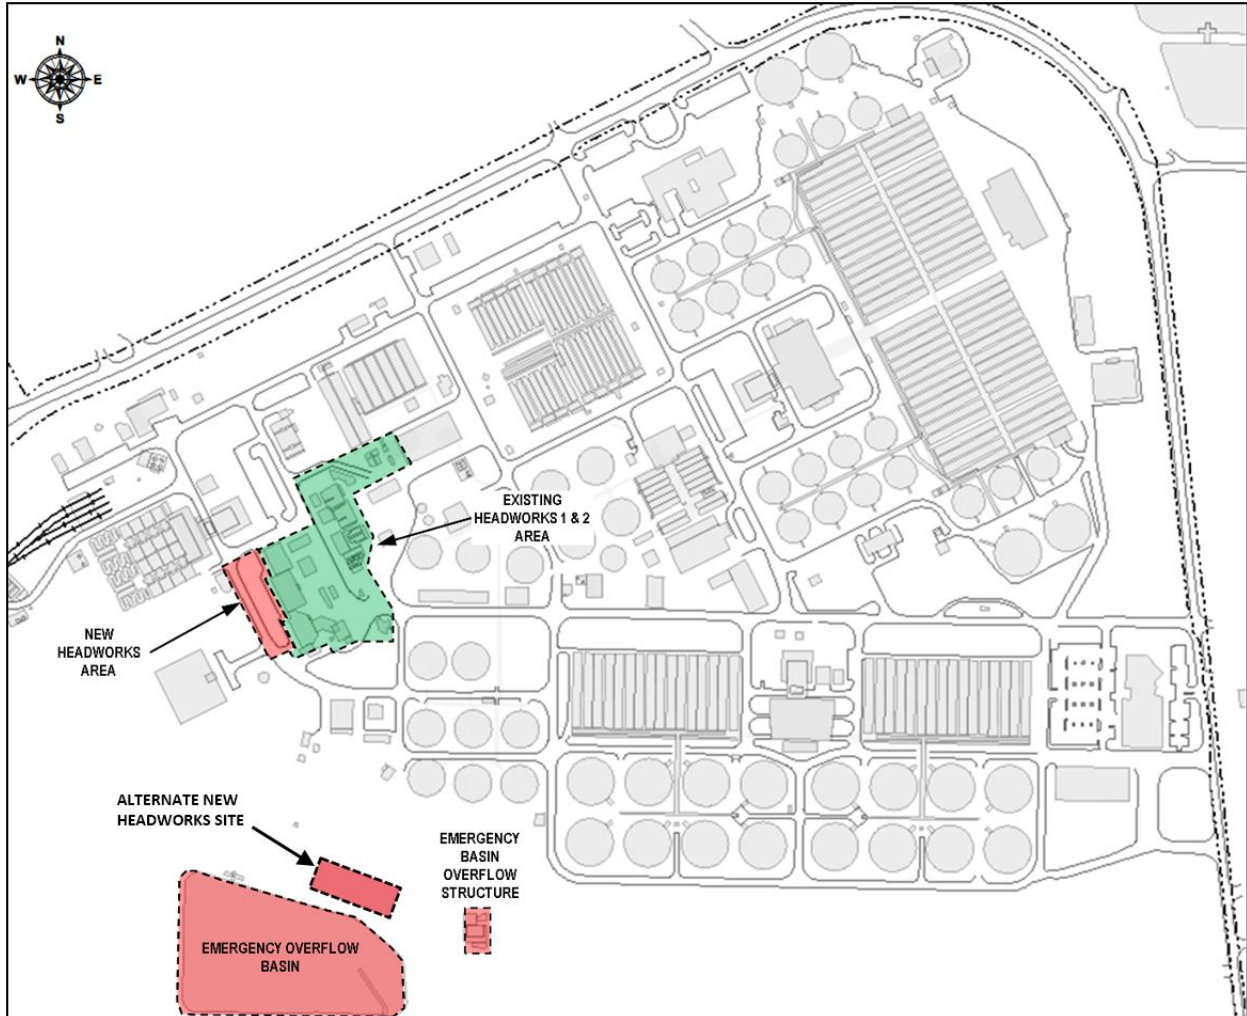 N
W
E
S
EXISTING
HEADWORKS 1 & 2
AREA
NEW
HEADWORKS
AREA
ALTERNATE NEW
HEADWORKS SITE
EMERGENCY
BASIN
OVERFLOW
STRUCTURE
EMERGENCY OVERFLOW
BASIN